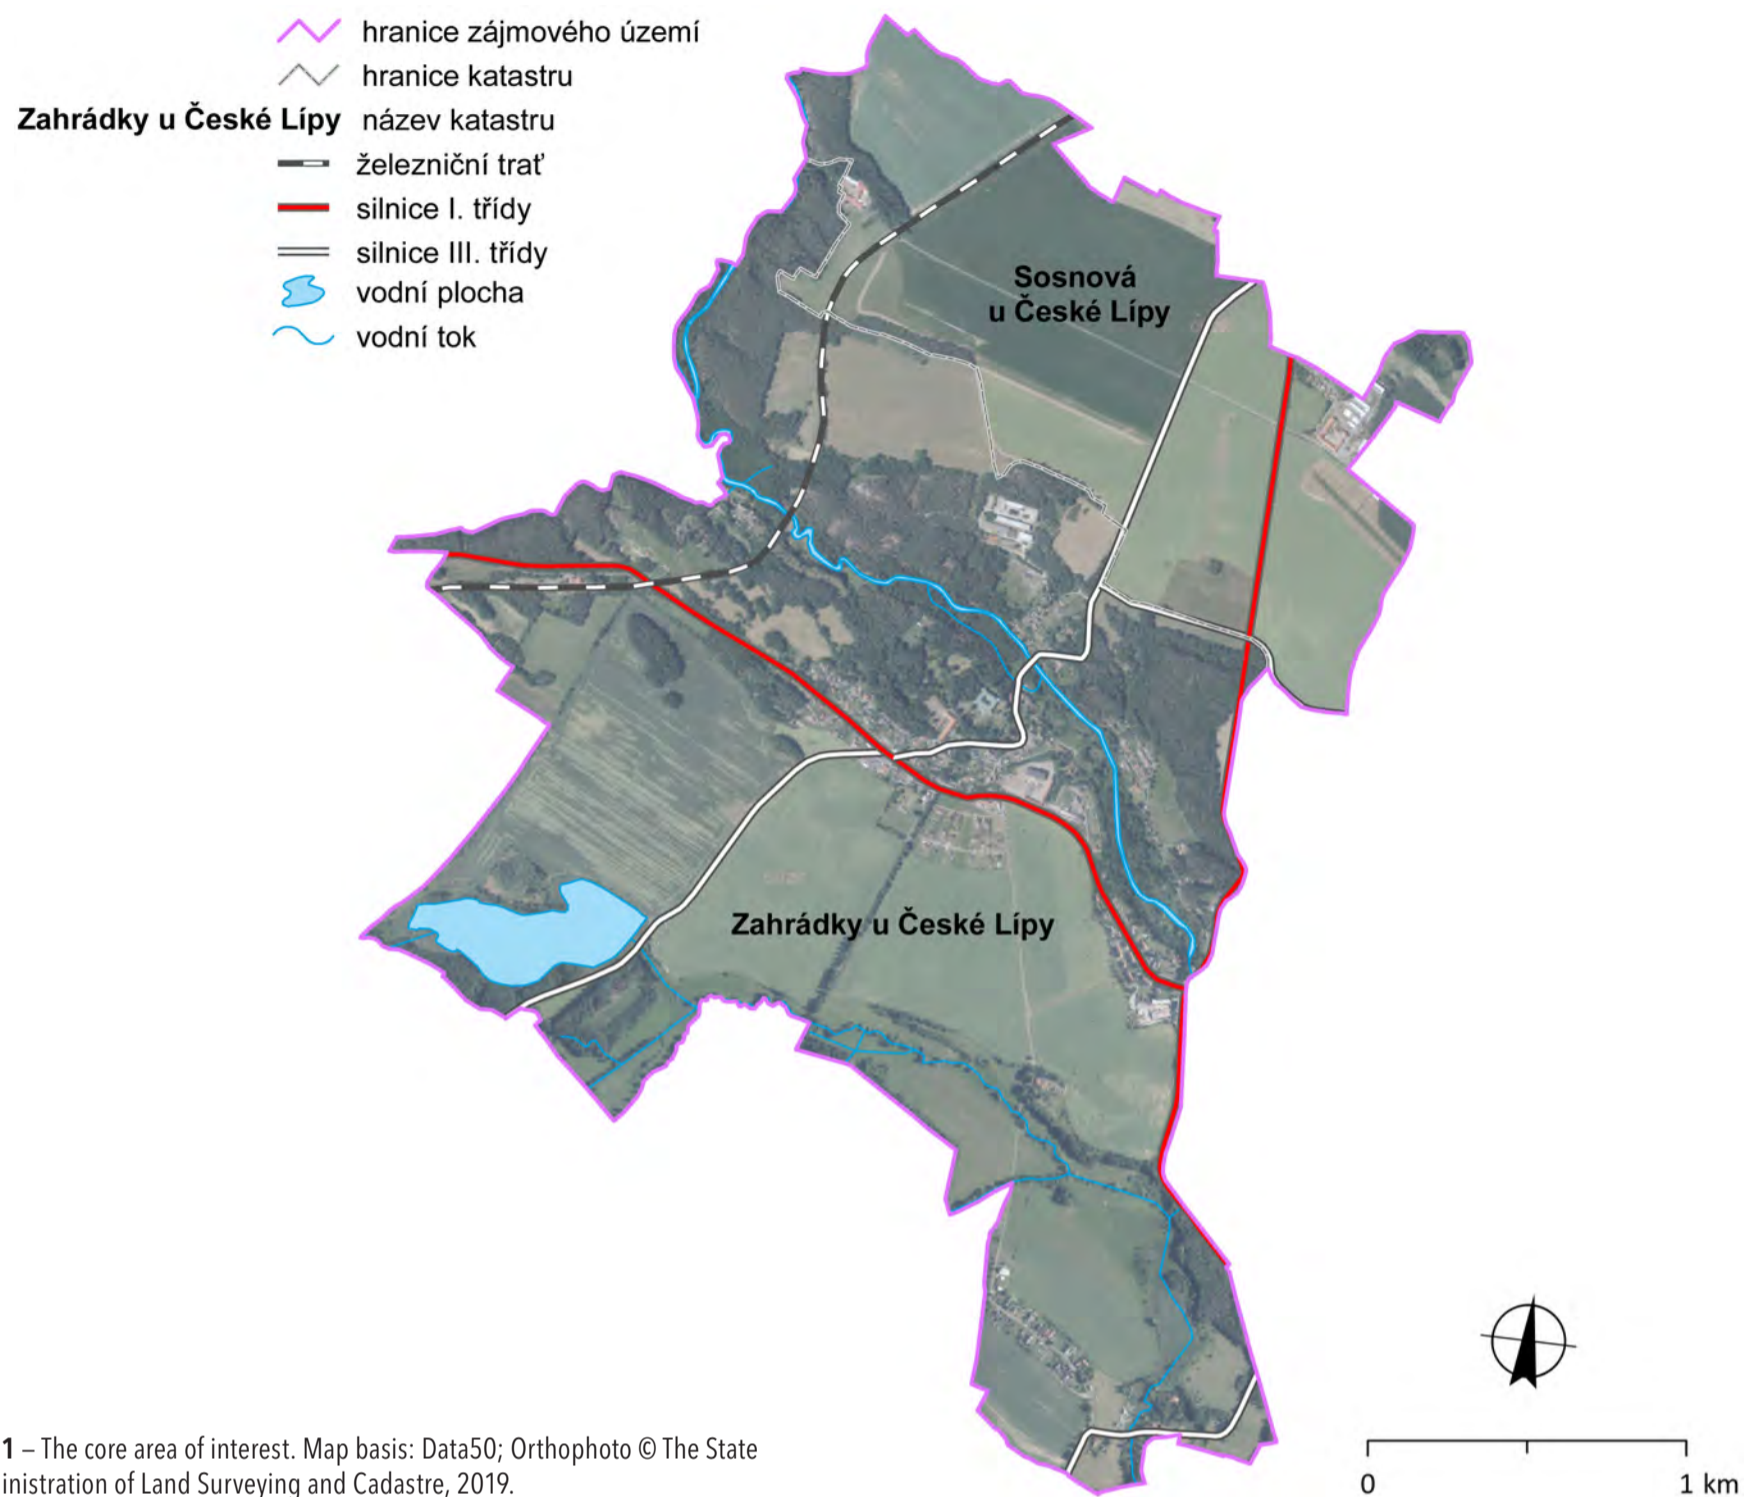 hranice zájmového území
hranice katastru
Zahrádky u České Lípy název katastru
železniční trať
silnice I. třídy
silnice III. třídy
vodní plocha
vodní tok
Sosnová
u České Lípy
Zahrádky u České Lípy
0 1 km
1 – The core area of interest. Map basis: Data50; Orthophoto © The State
inistration of Land Surveying and Cadastre, 2019.